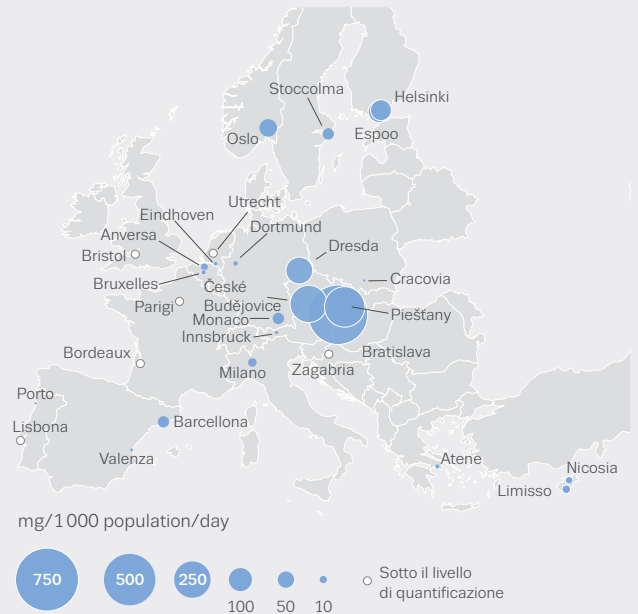 Stoccolma
Helsinki
Oslo
Espoo
Utrecht
Eindhoven
Dortmund
Anversa
Dresda
Bristol
Bruxelles
Cracovia
České
Budějovice
Parigi
Monaco
Piešťany
Innsbruck
Bordeaux
Bratislava
Milano
Zagabria
Porto
Lisbona
Barcellona
Valenza
Atene
Nicosia
Limisso
mg/1000 population/day
750
500
250
100
50
10
Sotto il livello
di quantificazione